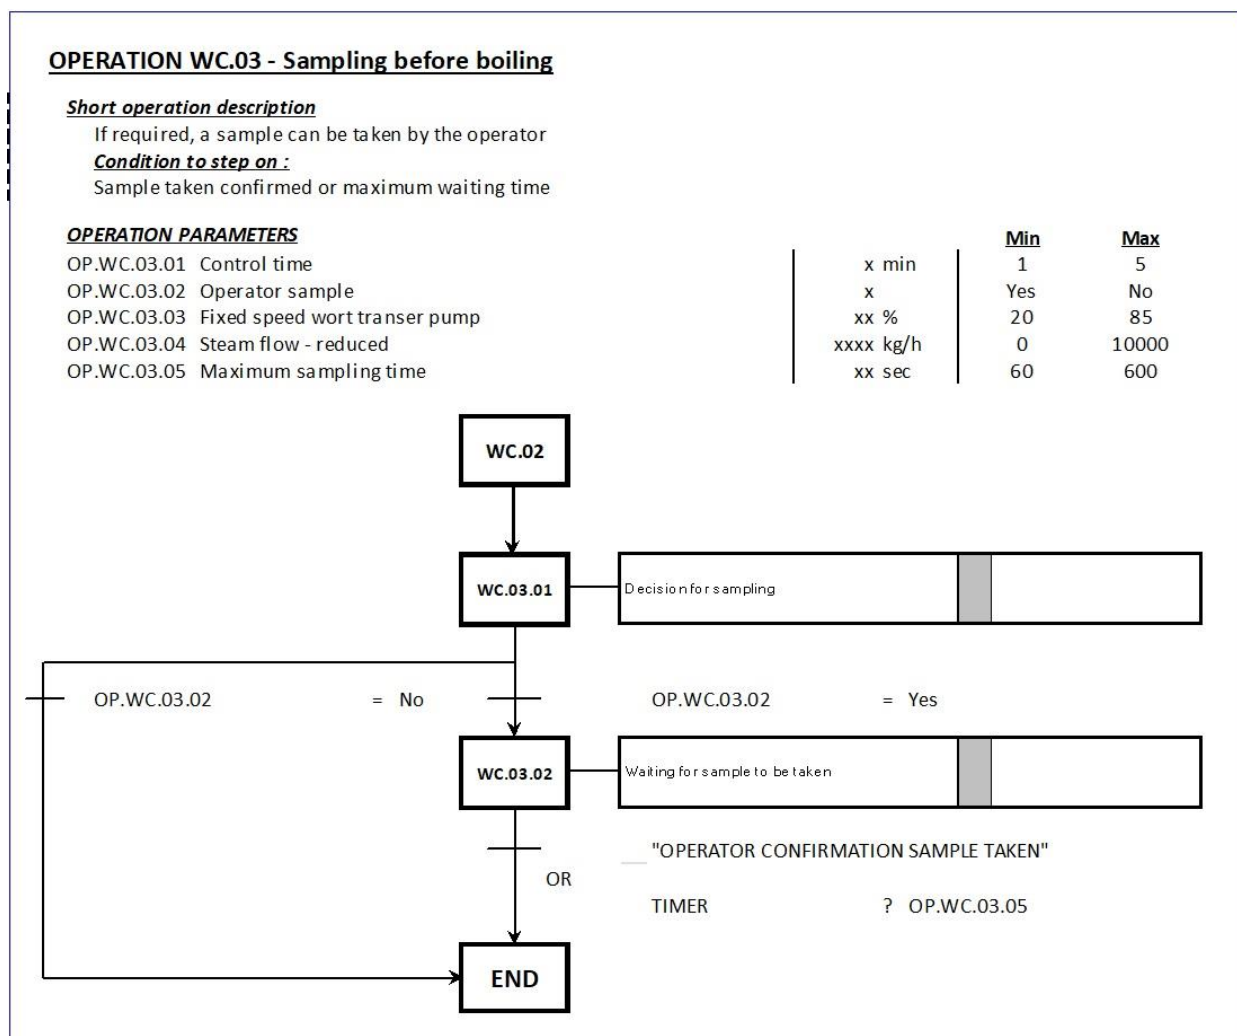 OPERATION WC.03 - Sampling before boiling
Short operation description
If required, a sample can be taken by the operator
Condition to step on :
Sample taken confirmed or maximum waiting time
OPERATION PARAMETERS Min Max
OP.WC.03.01 Control time x min 1 5
OP.WC.03.02 Operator sample x Yes No
OP.WC.03.03 Fixed speed wort transer pump xx % 20 85
OP.WC.03.04 Steam flow - reduced xxxx kg/h 0 10000
OP.WC.03.05 Maximum sampling time xx sec 60 600
WC.02
WC.03.01 Decision for sampling
OP.WC.03.02 = No OP.WC.03.02 = Yes
WC.03.02 Waiting for sample to be taken
"OPERATOR CONFIRMATION SAMPLE TAKEN"
OR
TIMER ? OP.WC.03.05
END